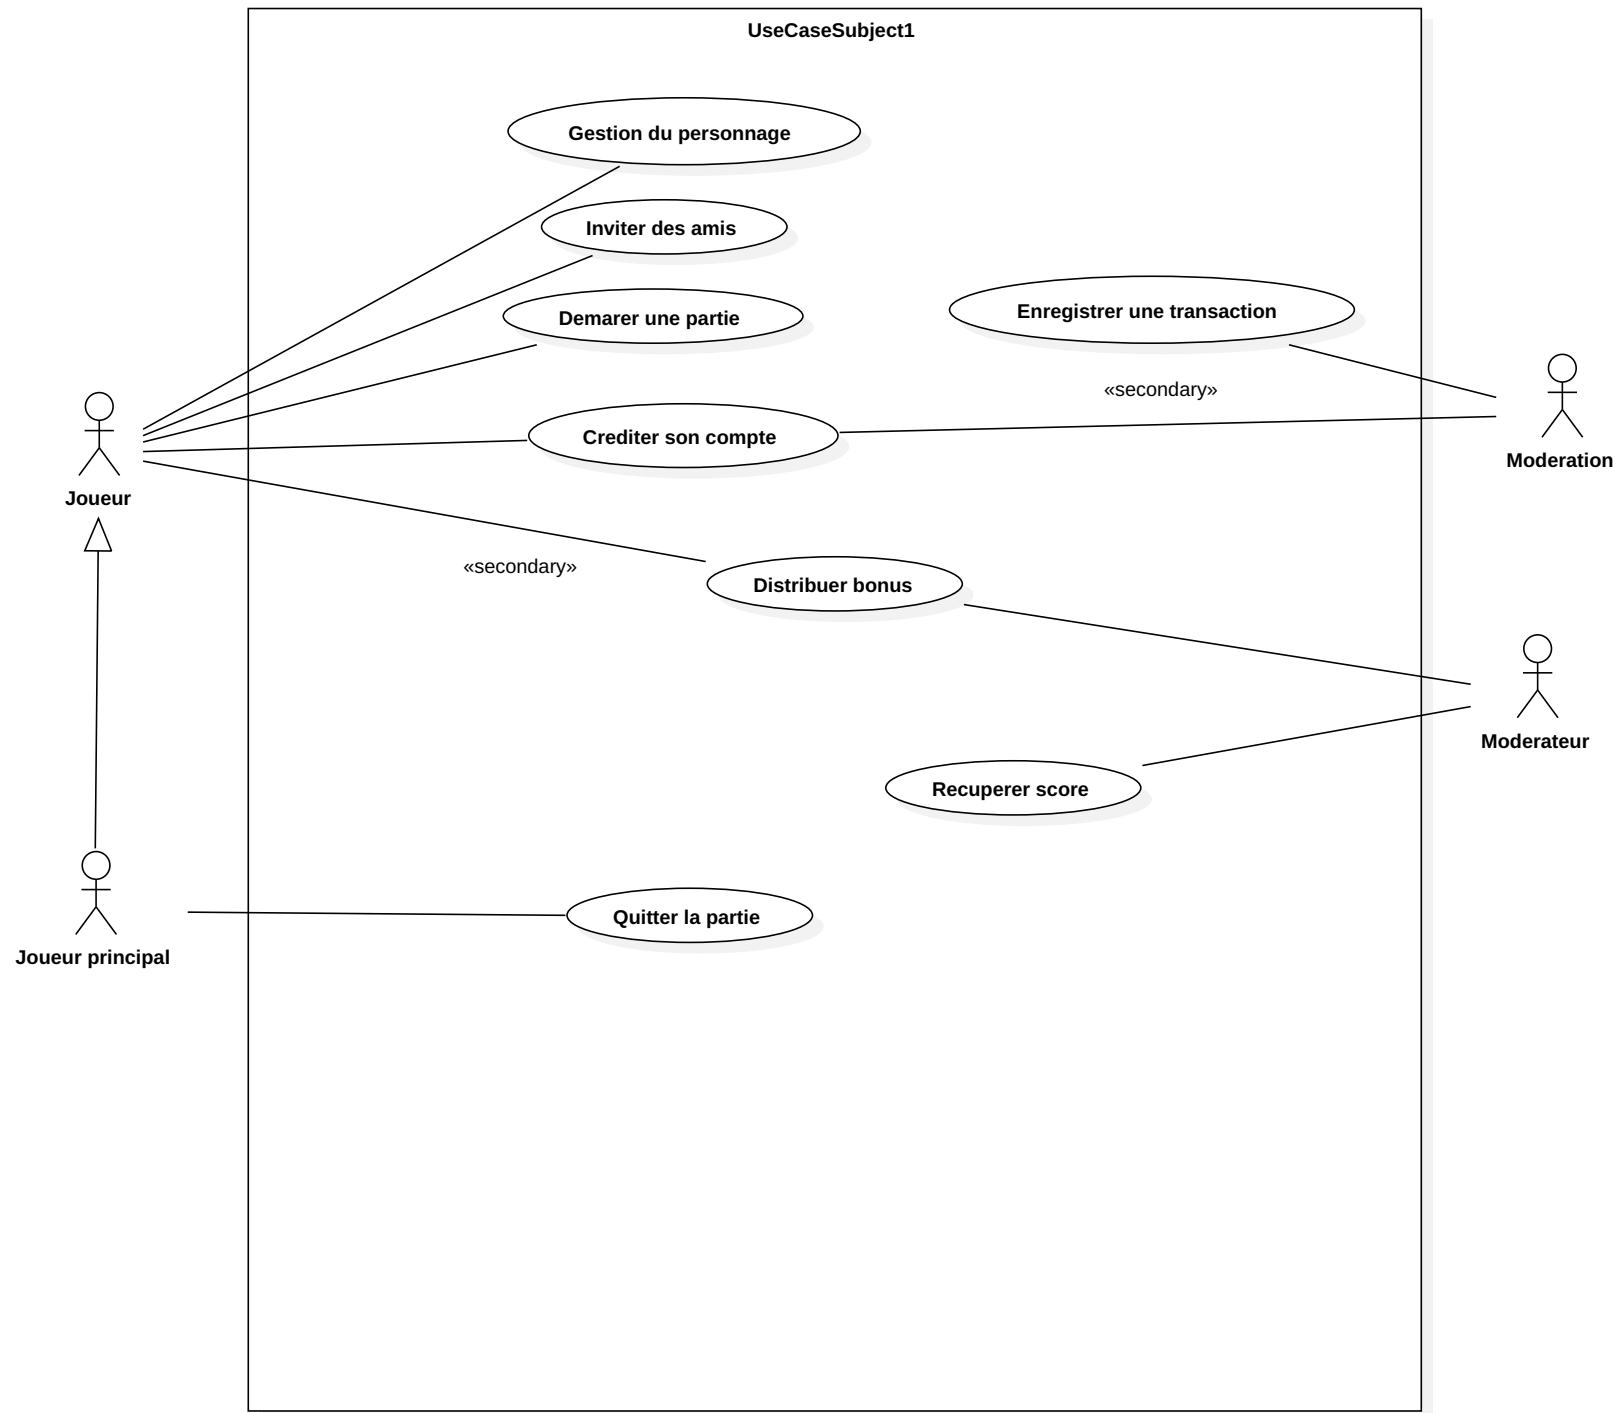 UseCaseSubject1
Gestion du personnage
Inviter des amis
Demarer une partie
Enregistrer une transaction
«secondary»
Crediter son compte
Moderation
Joueur
«secondary»
Distribuer bonus
Moderateur
Recuperer score
Quitter la partie
Joueur principal